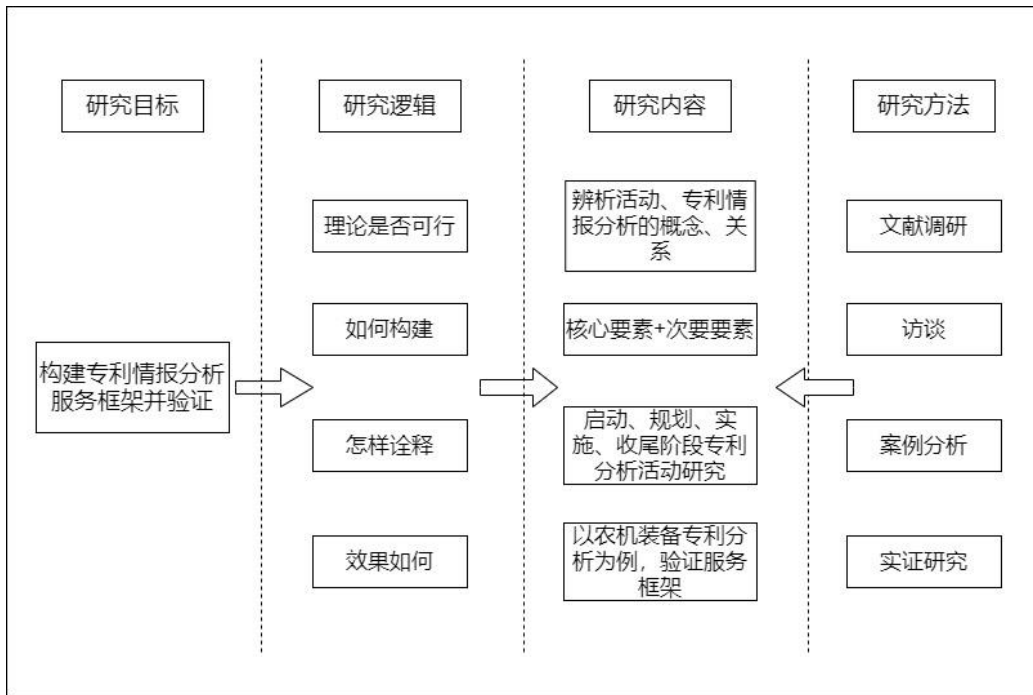 研究目标
研究逻辑
研究内容
研究方法
理论是否可行
辨析活动、专利情
报分析的概念、关
系
文献调研
如何构建
核心要素+次要要素
访谈
构建专利情报分析
服务框架并验证
怎样诠释
启动、规划、实
施、收尾阶段专利
分析活动研究
案例分析
效果如何
以农机装备专利分
析为例，验证服务
框架
实证研究